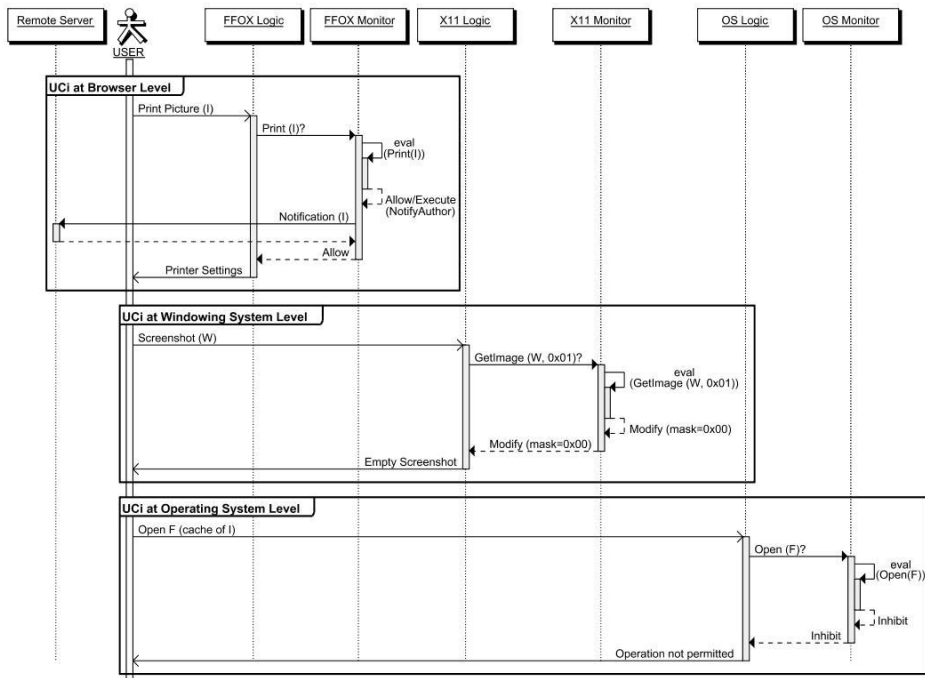 Remote Server
USER
FFOX Logic
FFOX Monitor
X11 Logic
X11 Monitor
OS Logic
OS Monitor
UCi at Browser Level
Print Picture (I)
Print (I)?
eval
(Print(I))
Allow/Execute
(NotifyAuthor)
Notification (I)
Allow
Printer Settings
UCi at Windowing System Level
Screenshot (W)
GetImage (W, 0x01)?
eval
(GetImage (W, 0x01))
Modify (mask=0x00)
Modify (mask=0x00)
Empty Screenshot
UCi at Operating System Level
Open F (cache of I)
Open (F)?
eval
(Open(F))
Inhibit
Inhibit
Operation not permitted